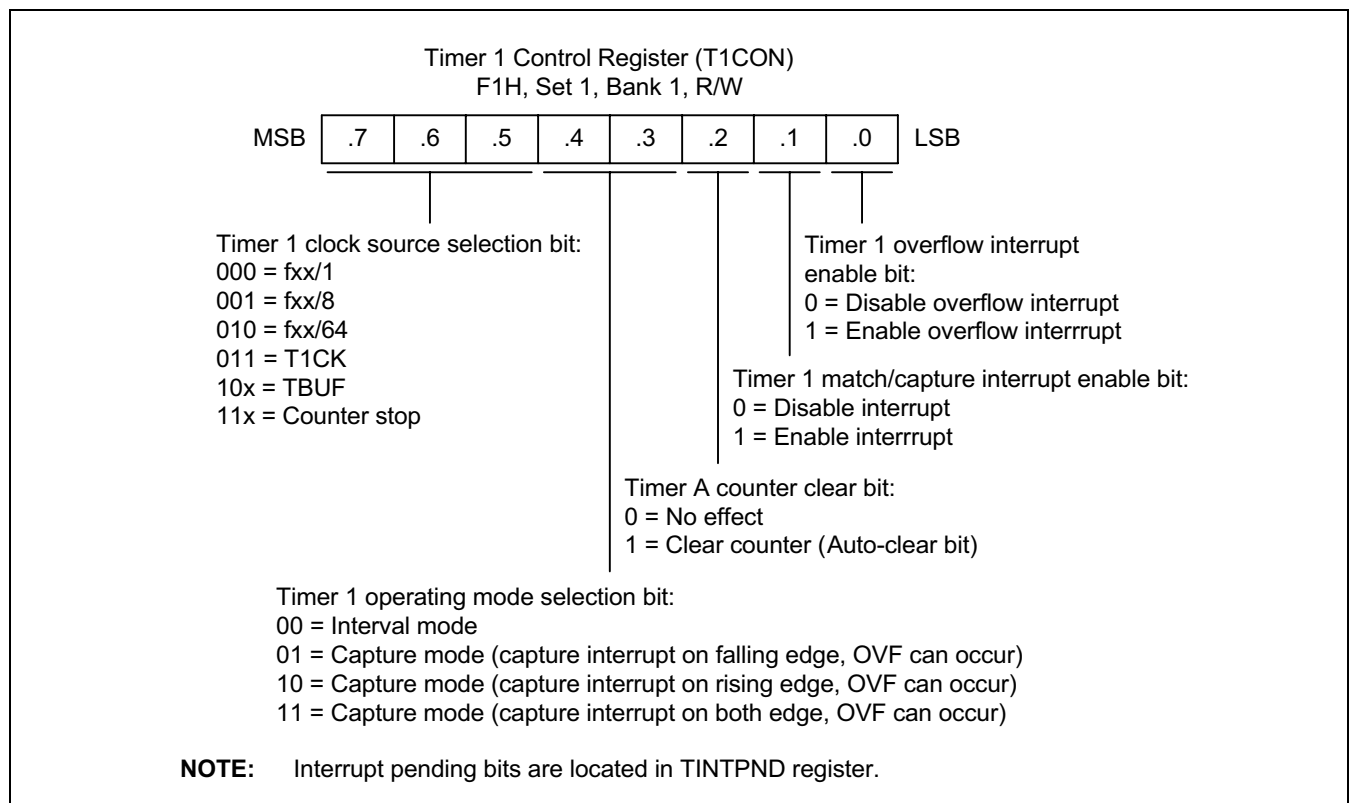 Timer 1 Control Register (T1CON)
F1H, Set 1, Bank 1, R/W
MSB .7 .6 .5 .4 .3 .2 .1 .0 LSB
Timer 1 clock source selection bit:
000 = fxx/1
001 = fxx/8
010 = fxx/64
011 = T1CK
10x = TBUF
11x = Counter stop
Timer 1 overflow interrupt
enable bit:
0 = Disable overflow interrupt
1 = Enable overflow interrrupt
Timer 1 match/capture interrupt enable bit:
0 = Disable interrupt
1 = Enable interrrupt
Timer A counter clear bit:
0 = No effect
1 = Clear counter (Auto-clear bit)
Timer 1 operating mode selection bit:
00 = Interval mode
01 = Capture mode (capture interrupt on falling edge, OVF can occur)
10 = Capture mode (capture interrupt on rising edge, OVF can occur)
11 = Capture mode (capture interrupt on both edge, OVF can occur)
NOTE: Interrupt pending bits are located in TINTPND register.